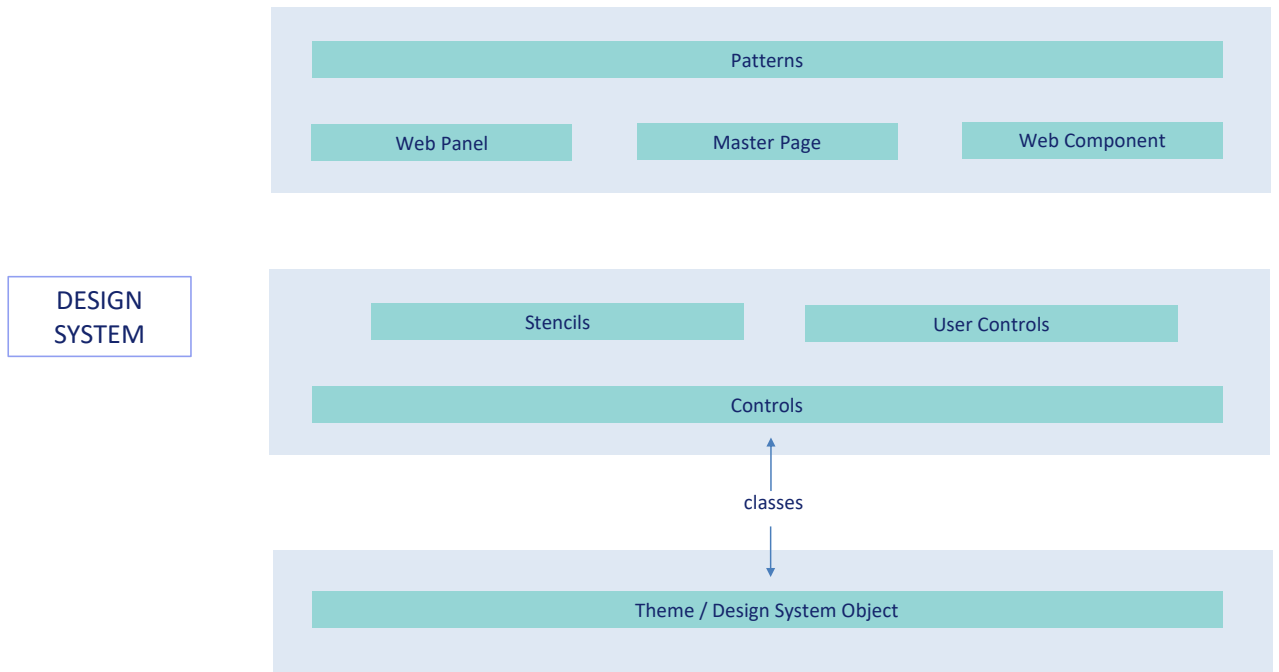 Patterns
Web Panel
Master Page
Web Component
DESIGN
SYSTEM
Stencils
User Controls
Controls
classes
Theme / Design System Object